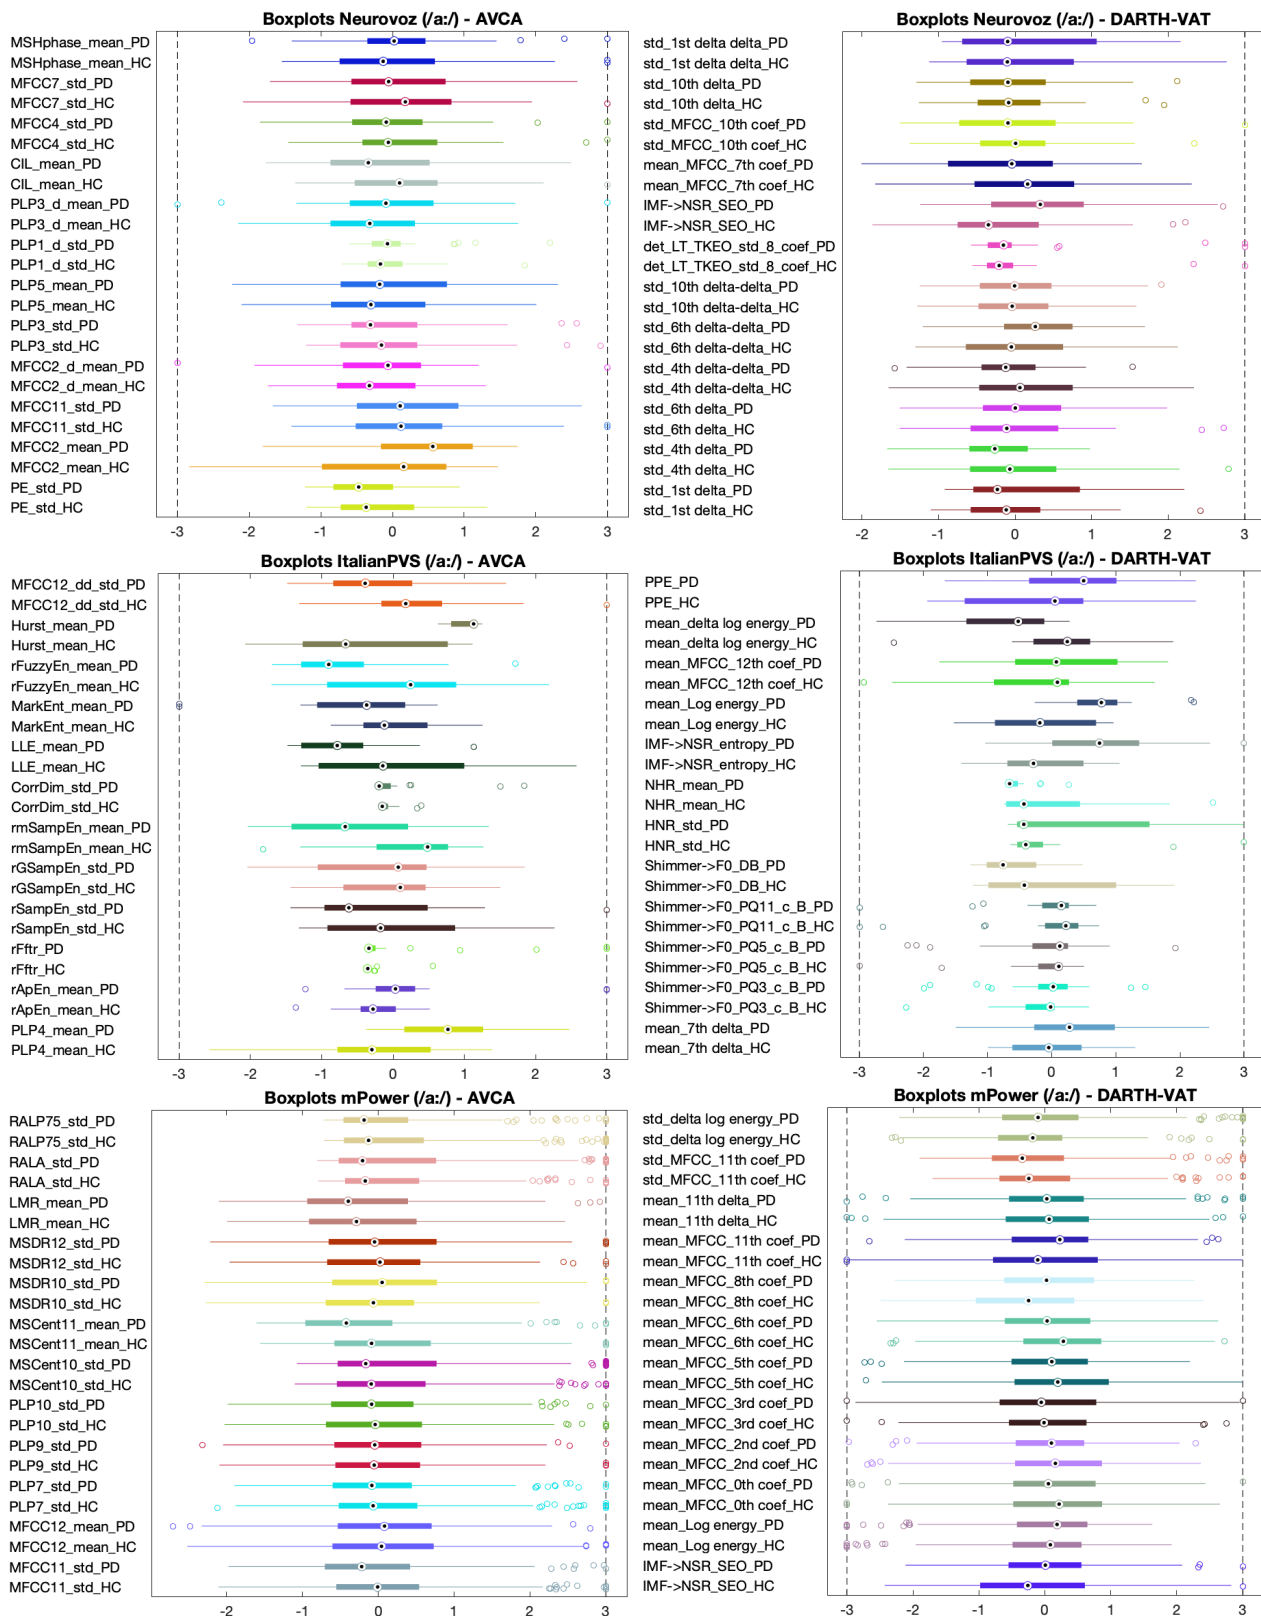 Boxplots Neurovoz (/a:/) - AVCA
MSHphase_mean_PD
MSHphase_mean_HC
MFCC7_std_PD
MFCC7_std_HC
MFCC4_std_PD
MFCC4_std_HC
CIL_mean_PD
CIL_mean_HC
PLP3_d_mean_PD
PLP3_d_mean_HC
PLP1_d_std_PD
PLP1_d_std_HC
PLP5_mean_PD
PLP5_mean_HC
PLP3_std_PD
PLP3_std_HC
MFCC2_d_mean_PD
MFCC2_d_mean_HC
MFCC11_std_PD
MFCC11_std_HC
MFCC2_mean_PD
MFCC2_mean_HC
PE_std_PD
PE_std_HC
-3 -2 -1 0 1 2 3
Boxplots Neurovoz (/a:/) - DARTH-VAT
std_1st delta delta_PD
std_1st delta delta_HC
std_10th delta_PD
std_10th delta_HC
std_MFCC_10th coef_PD
std_MFCC_10th coef_HC
mean_MFCC_7th coef_PD
mean_MFCC_7th coef_HC
IMF->NSR_SEO_PD
IMF->NSR_SEO_HC
det_LT_TKEO_std_8_coef_PD
det_LT_TKEO_std_8_coef_HC
std_10th delta-delta_PD
std_10th delta-delta_HC
std_6th delta-delta_PD
std_6th delta-delta_HC
std_4th delta-delta_PD
std_4th delta-delta_HC
std_6th delta_PD
std_6th delta_HC
std_4th delta_PD
std_4th delta_HC
std_1st delta_PD
std_1st delta_HC
-2 -1 0 1 2 3
Boxplots ItalianPVS (/a:/) - AVCA
MFCC12_dd_std_PD
MFCC12_dd_std_HC
Hurst_mean_PD
Hurst_mean_HC
rFuzzyEn_mean_PD
rFuzzyEn_mean_HC
MarkEnt_mean_PD
MarkEnt_mean_HC
LLE_mean_PD
LLE_mean_HC
CorrDim_std_PD
CorrDim_std_HC
rmSampEn_mean_PD
rmSampEn_mean_HC
rGSampEn_std_PD
rGSampEn_std_HC
rSampEn_std_PD
rSampEn_std_HC
rFftr_PD
rFftr_HC
rApEn_mean_PD
rApEn_mean_HC
PLP4_mean_PD
PLP4_mean_HC
-3 -2 -1 0 1 2 3
Boxplots ItalianPVS (/a:/) - DARTH-VAT
PPE_PD
PPE_HC
mean_delta log energy_PD
mean_delta log energy_HC
mean_MFCC_12th coef_PD
mean_MFCC_12th coef_HC
mean_Log energy_PD
mean_Log energy_HC
IMF->NSR_entropy_PD
IMF->NSR_entropy_HC
NHR_mean_PD
NHR_mean_HC
HNR_std_PD
HNR_std_HC
Shimmer->F0_DB_PD
Shimmer->F0_DB_HC
Shimmer->F0_PQ11_c_B_PD
Shimmer->F0_PQ11_c_B_HC
Shimmer->F0_PQ5_c_B_PD
Shimmer->F0_PQ5_c_B_HC
Shimmer->F0_PQ3_c_B_PD
Shimmer->F0_PQ3_c_B_HC
mean_7th delta_PD
mean_7th delta_HC
-3 -2 -1 0 1 2 3
Boxplots mPower (/a:/) - AVCA
RALP75_std_PD
RALP75_std_HC
RALA_std_PD
RALA_std_HC
LMR_mean_PD
LMR_mean_HC
MSDR12_std_PD
MSDR12_std_HC
MSDR10_std_PD
MSDR10_std_HC
MSCent11_mean_PD
MSCent11_mean_HC
MSCent10_std_PD
MSCent10_std_HC
PLP10_std_PD
PLP10_std_HC
PLP9_std_PD
PLP9_std_HC
PLP7_std_PD
PLP7_std_HC
MFCC12_mean_PD
MFCC12_mean_HC
MFCC11_std_PD
MFCC11_std_HC
-2 -1 0 1 2 3
Boxplots mPower (/a:/) - DARTH-VAT
std_delta log energy_PD
std_delta log energy_HC
std_MFCC_11th coef_PD
std_MFCC_11th coef_HC
mean_11th delta_PD
mean_11th delta_HC
mean_MFCC_11th coef_PD
mean_MFCC_11th coef_HC
mean_MFCC_8th coef_PD
mean_MFCC_8th coef_HC
mean_MFCC_6th coef_PD
mean_MFCC_6th coef_HC
mean_MFCC_5th coef_PD
mean_MFCC_5th coef_HC
mean_MFCC_3rd coef_PD
mean_MFCC_3rd coef_HC
mean_MFCC_2nd coef_PD
mean_MFCC_2nd coef_HC
mean_MFCC_0th coef_PD
mean_MFCC_0th coef_HC
mean_Log energy_PD
mean_Log energy_HC
IMF->NSR_SEO_PD
IMF->NSR_SEO_HC
-3 -2 -1 0 1 2 3